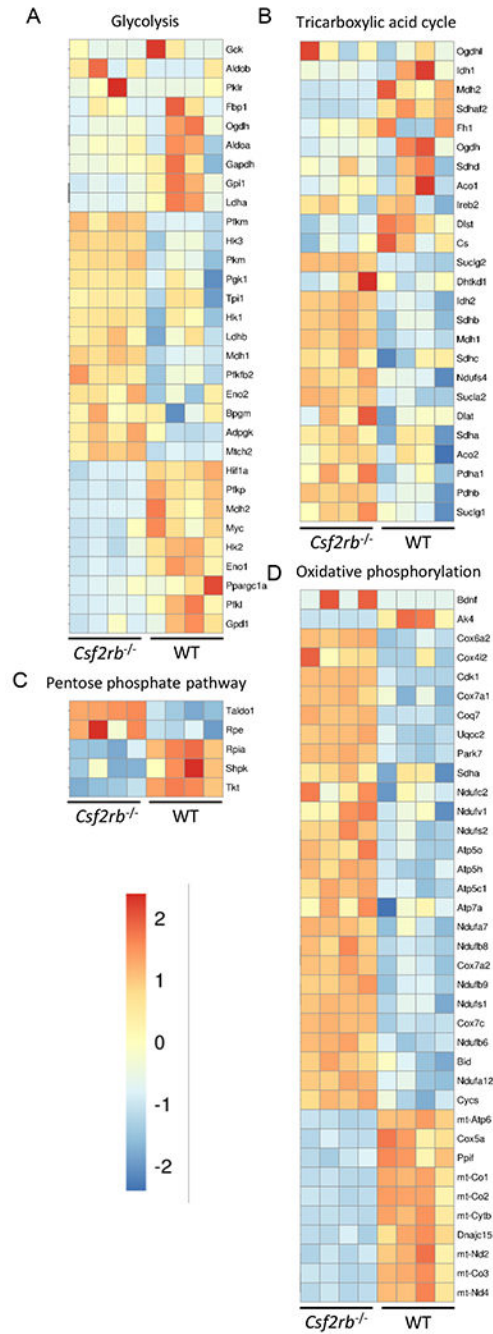 A
Glycolysis
Gck
Aldob
Pklr
Fbp1
Ogdh
Aldoa
Gapdh
Gpi1
Ldha
Pfkm
Hk3
Pkm
Pgk1
Tpi1
Hk1
Ldhb
Mdh1
Pfkfb2
Eno2
Bpgm
Adpgk
Mtch2
Hif1a
Pfkp
Mdh2
Myc
Hk2
Eno1
Ppargc1a
Pfkl
Gpd1
Csf2rb-/-
WT
B
Tricarboxylic acid cycle
Ogdhl
Idh1
Mdh2
Sdhaf2
Fh1
Ogdh
Sdhd
Aco1
Ireb2
Dlst
Cs
Suclg2
Dhtkd1
Idh2
Sdhb
Mdh1
Sdhc
Ndufs4
Sucla2
Dlat
Sdha
Aco2
Pdha1
Pdhb
Suclg1
Csf2rb-/-
WT
C
Pentose phosphate pathway
Taldo1
Rpe
Rpia
Shpk
Tkt
Csf2rb-/-
WT
2
1
0
-1
-2
D
Oxidative phosphorylation
Bdnf
Ak4
Cox6a2
Cox4i2
Cdk1
Cox7a1
Coq7
Uqcc2
Park7
Sdha
Ndufc2
Ndufv1
Ndufs2
Atp5o
Atp5h
Atp5c1
Atp7a
Ndufa7
Ndufb8
Cox7a2
Ndufb9
Ndufs1
Cox7c
Ndufb6
Bid
Ndufa12
Cycs
mt-Atp6
Cox5a
Ppif
mt-Co1
mt-Co2
mt-Cytb
Dnajc15
mt-Nd2
mt-Co3
mt-Nd4
Csf2rb-/-
WT